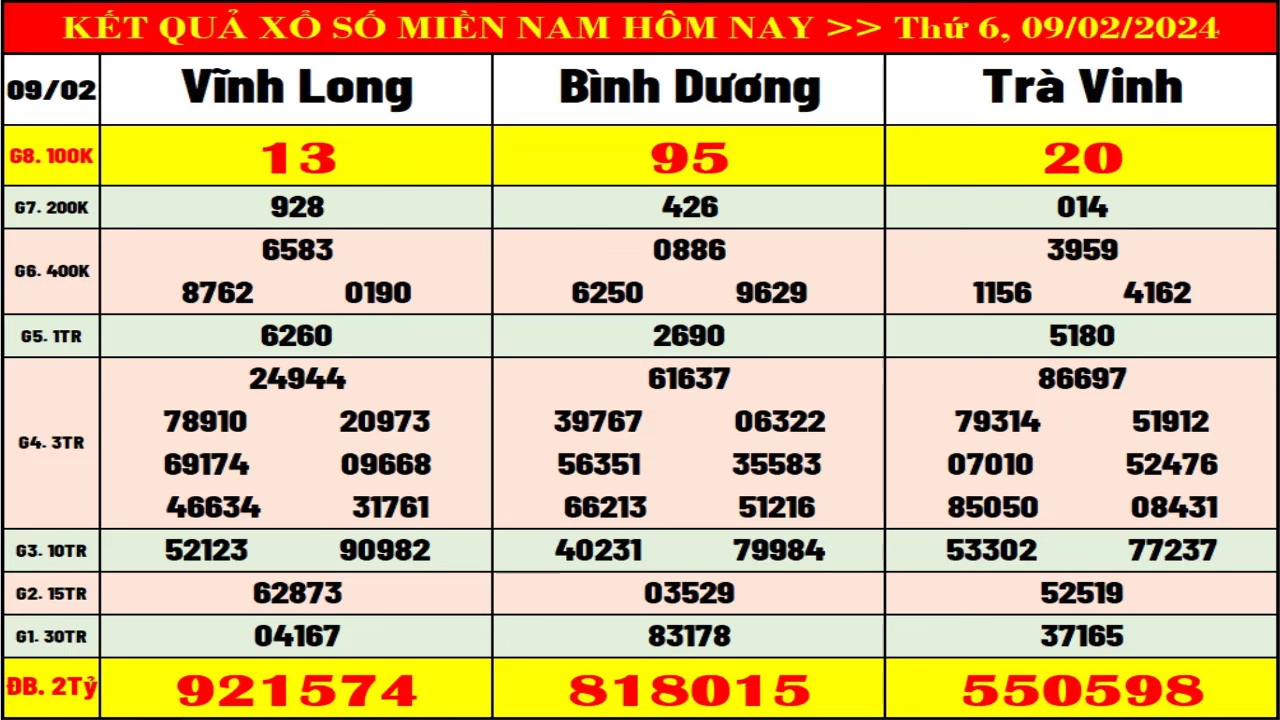 KẾT QUẢ XỔ SỐ MIỀN NAM HÔM NAY >> Thứ 6, 09/02/2024
09/02 Vĩnh Long Bình Dương Trà Vinh
G8. 100K 13 95 20
G7. 200K 928 426 014
6583 0886 3959
G6. 400K
8762 0190 6250 9629 1156 4162
G5. 1TR 6260 2690 5180
24944 61637 86697
78910 20973 39767 06322 79314 51912
G4. 3TR
69174 09668 56351 35583 07010 52476
46634 31761 66213 51216 85050 08431
G3. 10TR 52123 90982 40231 79984 53302 77237
G2. 15TR 62873 03529 52519
G1. 30TR 04167 83178 37165
ĐB. 2Tỷ 921574 818015 550598